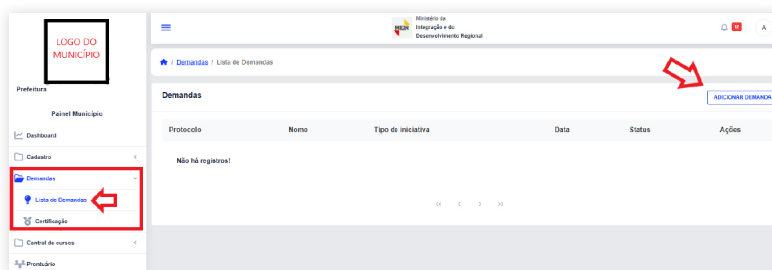 LOGO DO
MUNICÍPIO
Prefeitura
Painel Município
Dashboard
Cadastro
Demandas
Lista de Demandas
Certificação
Central de cursos
Prontuário
Ministério da
Integração e do
Desenvolvimento Regional
12
A
/ Demandas / Lista de Demandas
Demandas
ADICIONAR DEMANDA
Protocolo Nome Tipo de iniciativa Data Status Ações
Não há registros!
« ‹ › »